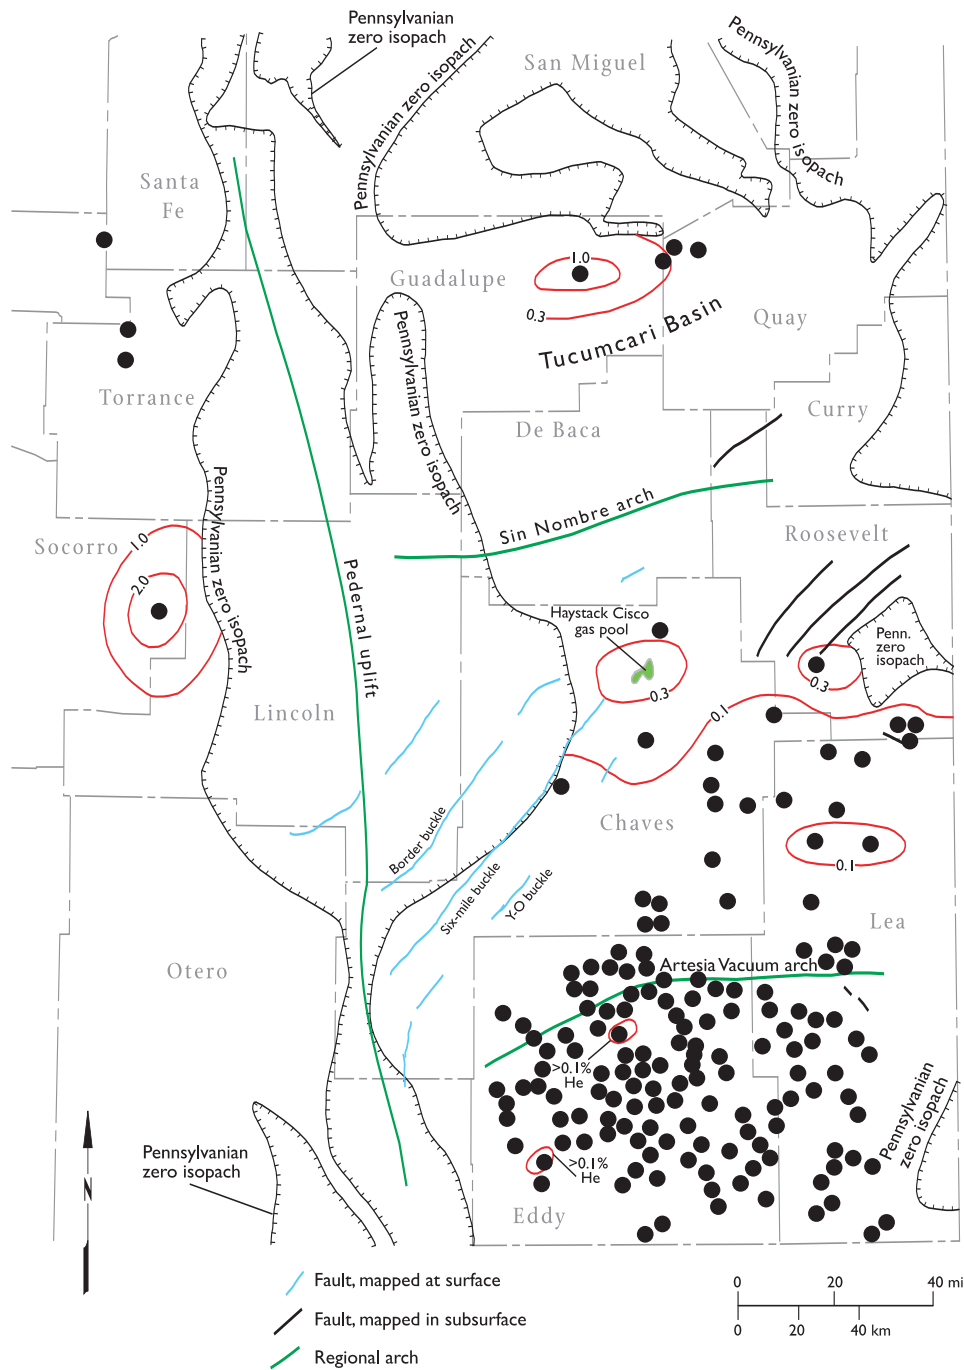 Pennsylvanian
zero isopach
Pennsylvanian zero isopach
San Miguel
Pennsylvanian zero isopach
Santa
Fe
Guadalupe
1.0
0.3
Tucumcari Basin
Quay
Pennsylvanian zero isopach
Torrance
De Baca
Curry
Pennsylvanian zero isopach
Sin Nombre arch
Socorro
1.0
2.0
Roosevelt
Pedernal uplift
Haystack Cisco
gas pool
0.3
Penn.
zero
isopach
0.3
0.1
Lincoln
Border buckle
Six-mile buckle
Y-O buckle
Chaves
0.1
Lea
Otero
Artesia Vacuum arch
>0.1%
He
>0.1%
He
Eddy
Pennsylvanian
zero isopach
Pennsylvanian
zero isopach
N
Fault, mapped at surface
Fault, mapped in subsurface
Regional arch
0 20 40 mi
0 20 40 km